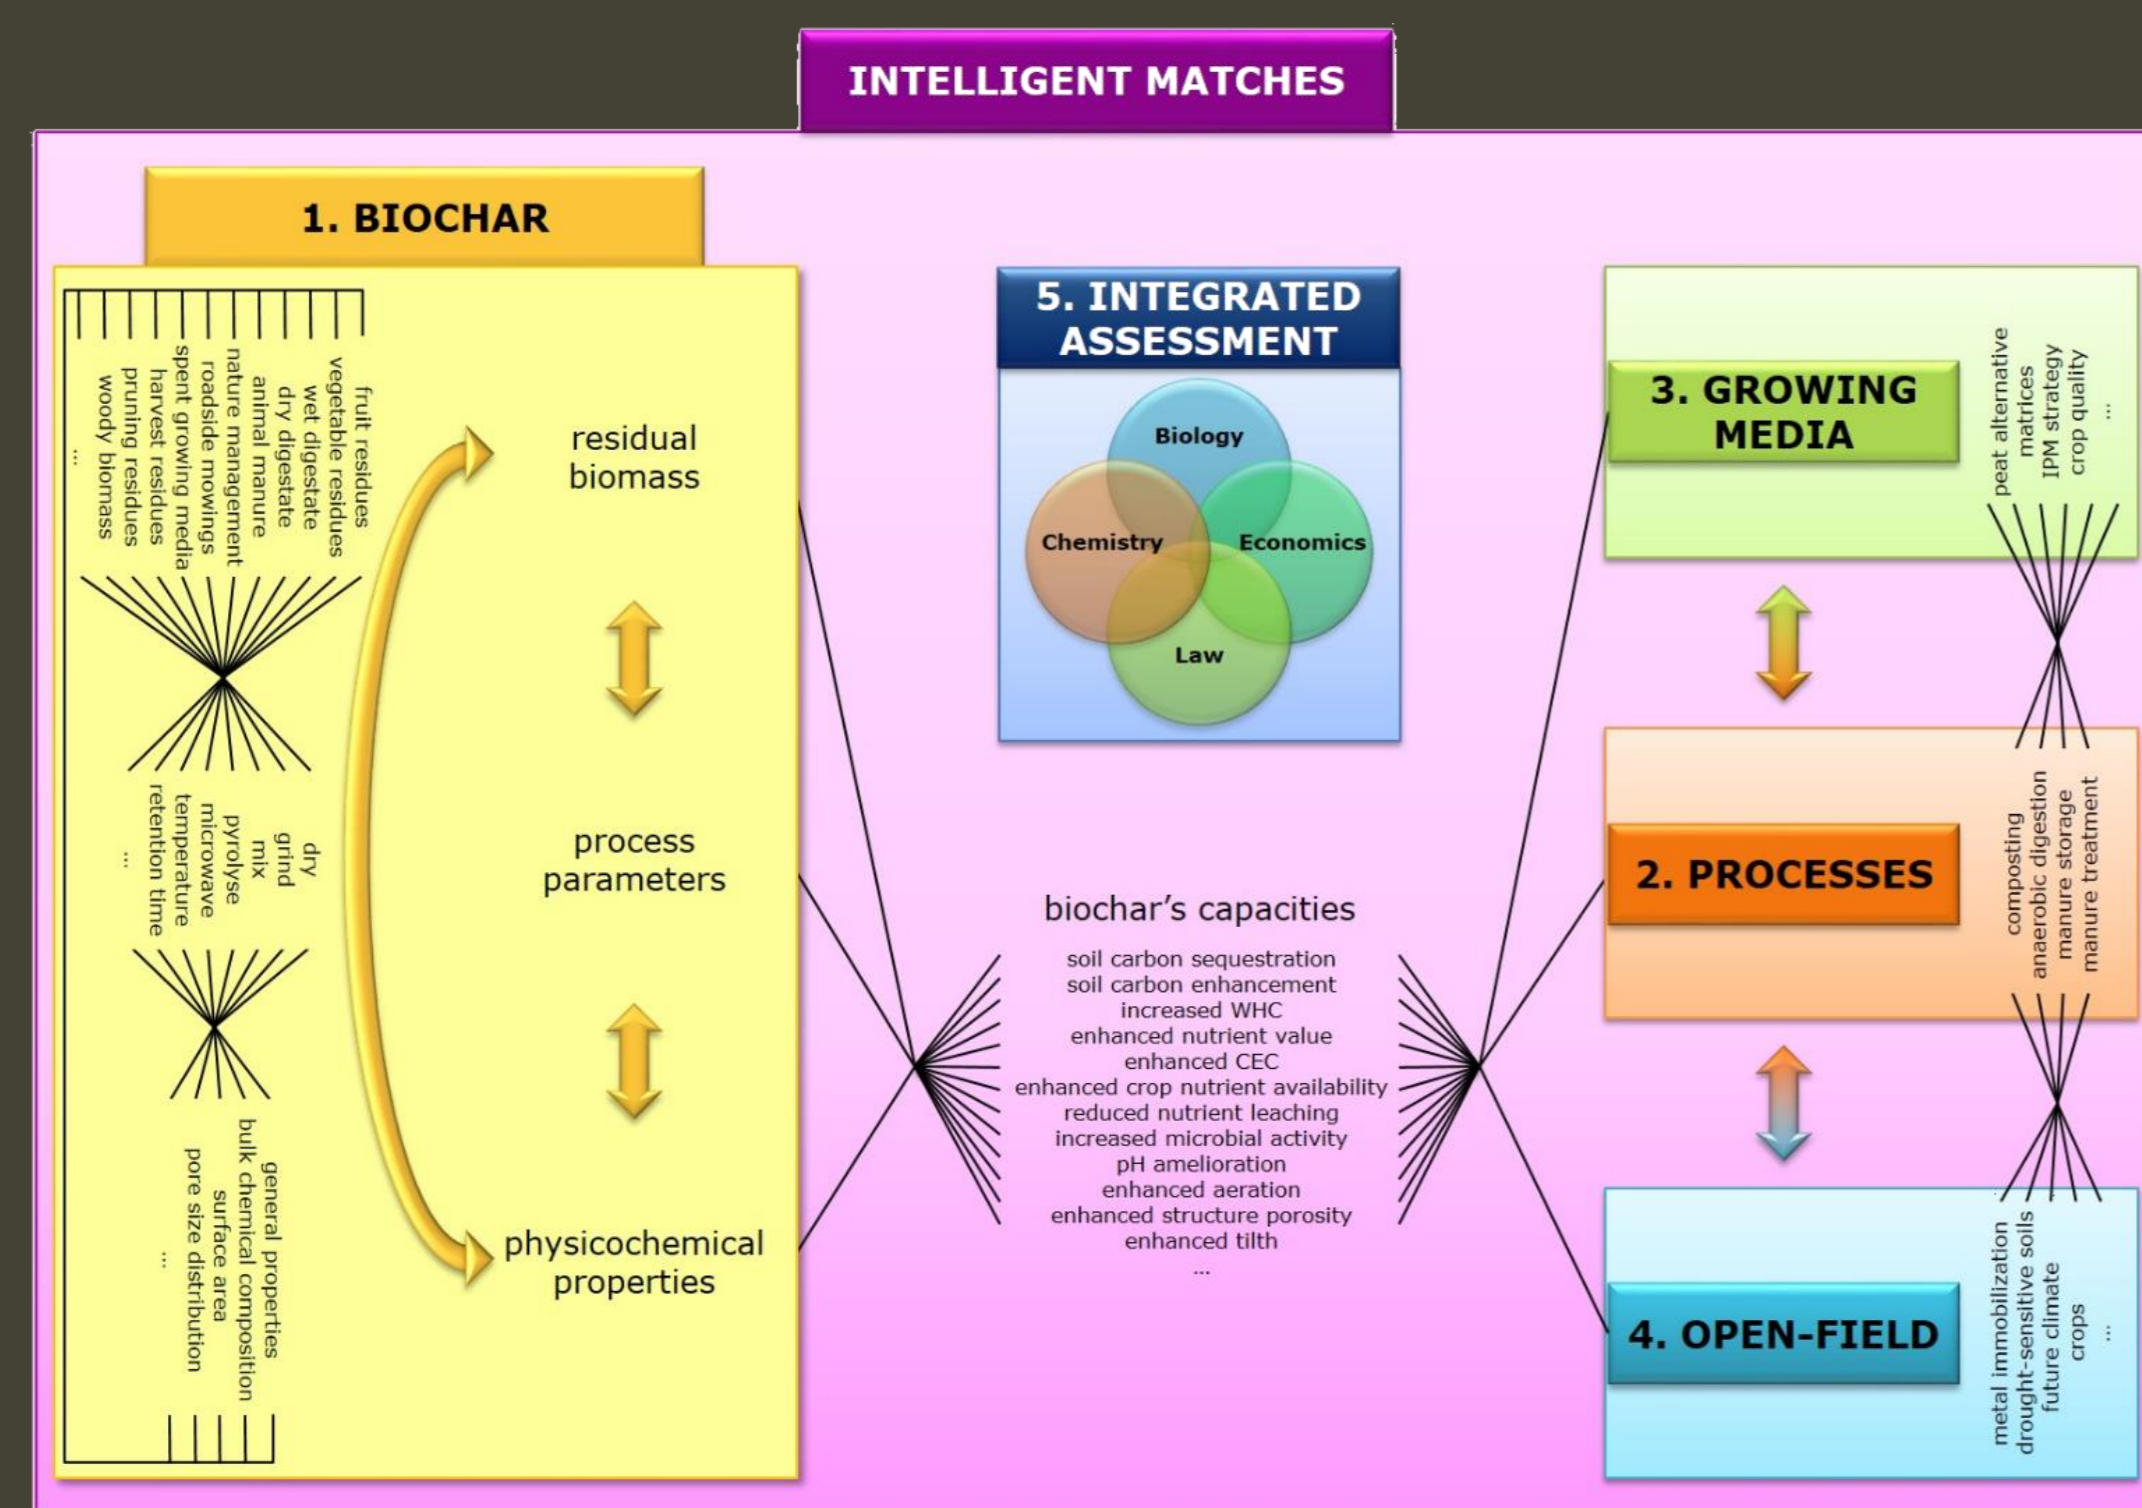 INTELLIGENT MATCHES
1. BIOCHAR
fruit residues
vegetable residues
wet digestate
dry digestate
animal manure
nature management
roadside mowings
spent growing media
harvest residues
pruning residues
woody biomass
...
dry
grind
mix
pyrolyse
microwave
temperature
retention time
...
general properties
bulk chemical composition
surface area
pore size distribution
...
residual
biomass
process
parameters
physicochemical
properties
5. INTEGRATED
ASSESSMENT
Biology
Chemistry
Economics
Law
biochar’s capacities
soil carbon sequestration
soil carbon enhancement
increased WHC
enhanced nutrient value
enhanced CEC
enhanced crop nutrient availability
reduced nutrient leaching
increased microbial activity
pH amelioration
enhanced aeration
enhanced structure porosity
enhanced tilth
...
3. GROWING
MEDIA
peat alternative
matrices
IPM strategy
crop quality
...
2. PROCESSES
composting
anaerobic digestion
manure storage
manure treatment
4. OPEN-FIELD
metal immobilization
drought-sensitive soils
future climate
crops
...